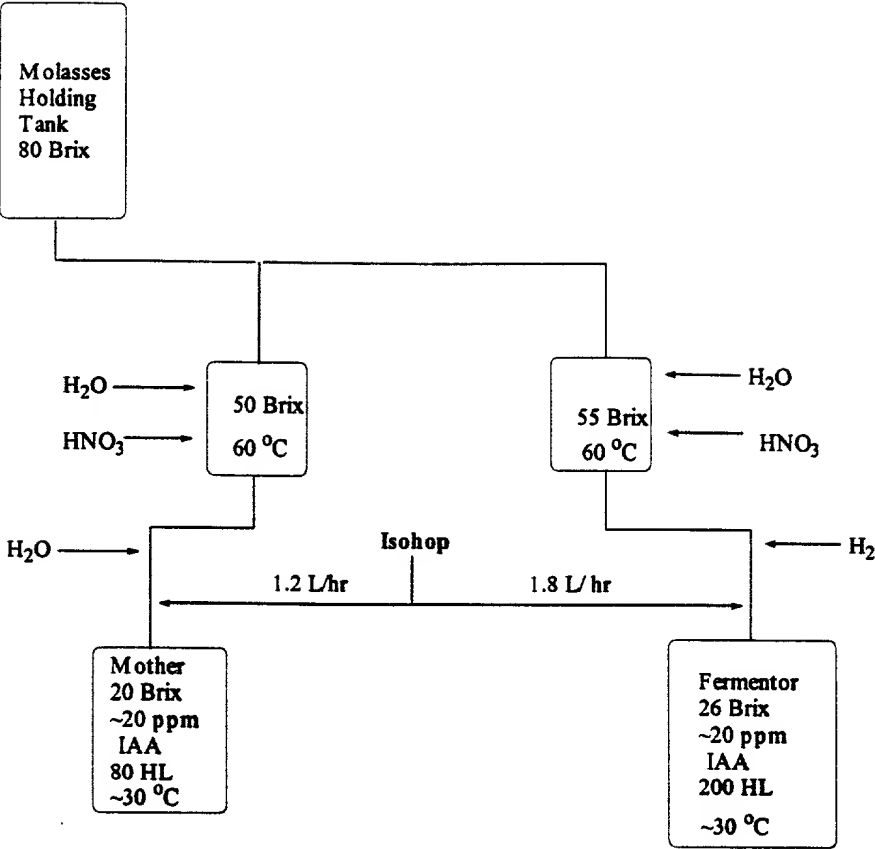 Molasses
Holding
Tank
80 Brix
H₂O
HNO₃
50 Brix
60 °C
55 Brix
60 °C
H₂O
HNO₃
H₂O
Isohop
1.2 L/hr
1.8 L/ hr
H₂
Mother
20 Brix
~20 ppm
IAA
80 HL
~30 °C
Fermentor
26 Brix
~20 ppm
IAA
200 HL
~30 °C